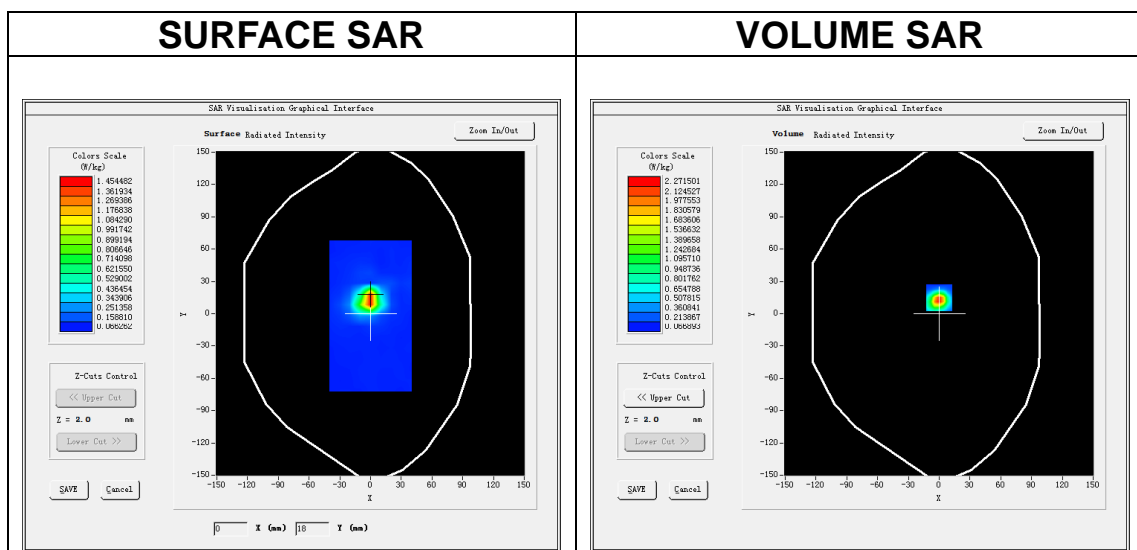 SURFACE SAR
VOLUME SAR
SAR Visualisation Graphical Interface
Surface Radiated Intensity
Zoom In/Out
Colors Scale
(W/kg)
1.454482
1.361934
1.269386
1.176838
1.084290
0.991742
0.899194
0.806646
0.714098
0.621550
0.529002
0.436454
0.343906
0.251358
0.158810
0.066262
150
120
90
60
30
0
-30
-60
-90
-120
-150
Y
-150 -120 -90 -60 -30 0 30 60 90 120 150
X
Z-Cuts Control
<< Upper Cut
Z = 2.0 mm
Lower Cut >>
SAVE Cancel
0 X (mm) 18 Y (mm)
SAR Visualisation Graphical Interface
Volume Radiated Intensity
Zoom In/Out
Colors Scale
(W/kg)
2.271501
2.124527
1.977553
1.830579
1.683606
1.536632
1.389658
1.242684
1.095710
0.948736
0.801762
0.654788
0.507815
0.360841
0.213867
0.066893
150
120
90
60
30
0
-30
-60
-90
-120
-150
Y
-150 -120 -90 -60 -30 0 30 60 90 120 150
X
Z-Cuts Control
<< Upper Cut
Z = 2.0 mm
Lower Cut >>
SAVE Cancel